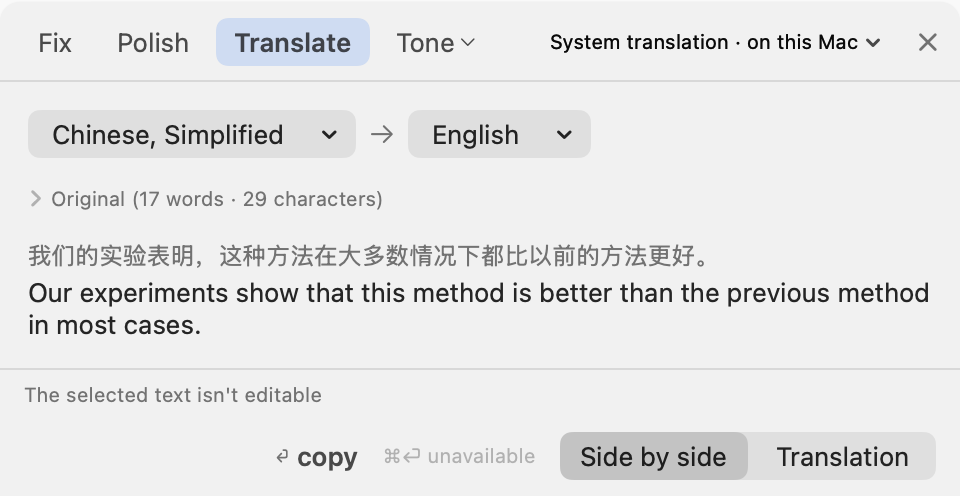 Fix Polish Translate Tone System translation · on this Mac
Chinese, Simplified → English
Original (17 words · 29 characters)
我们的实验表明，这种方法在大多数情况下都比以前的方法更好。
Our experiments show that this method is better than the previous method
in most cases.
The selected text isn't editable
⏎ copy ⌘⏎ unavailable Side by side Translation